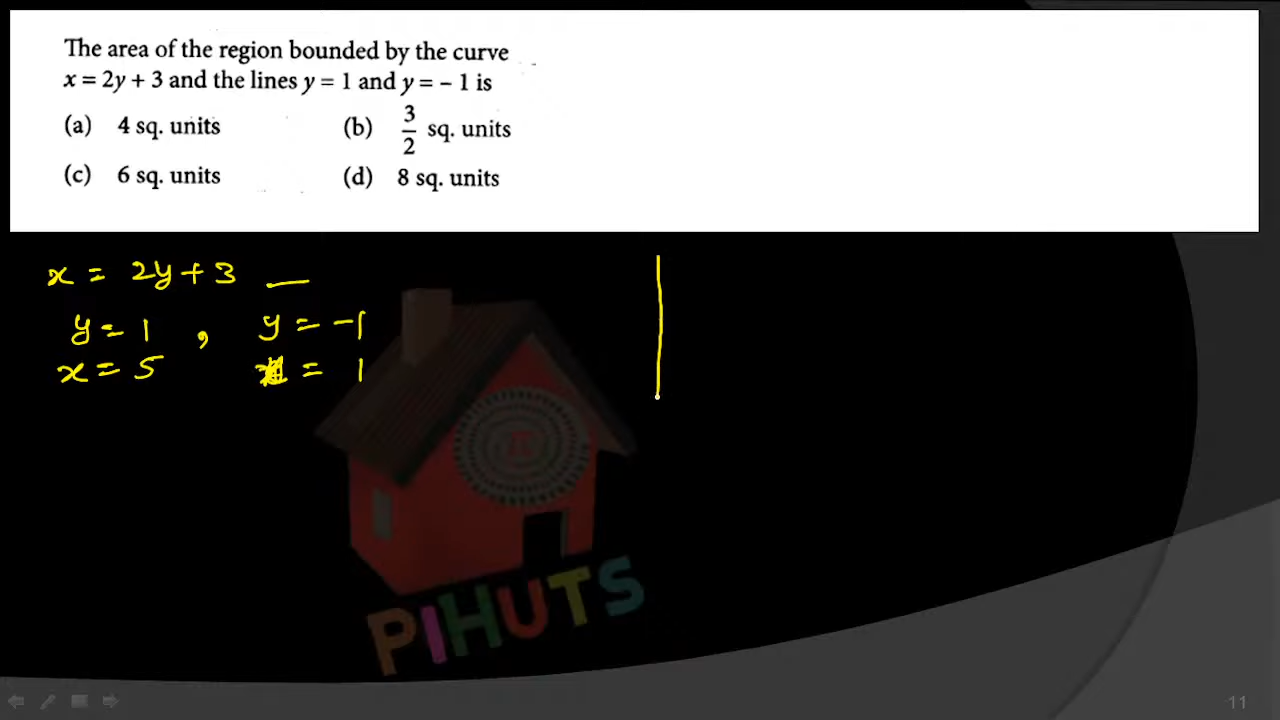 The area of the region bounded by the curve
x = 2y + 3 and the lines y = 1 and y = – 1 is
(a) 4 sq. units (b) 3/2 sq. units
(c) 6 sq. units (d) 8 sq. units
x = 2y + 3
y = 1 , y = -1
x = 5 x = 1
π
PIHUTS
11